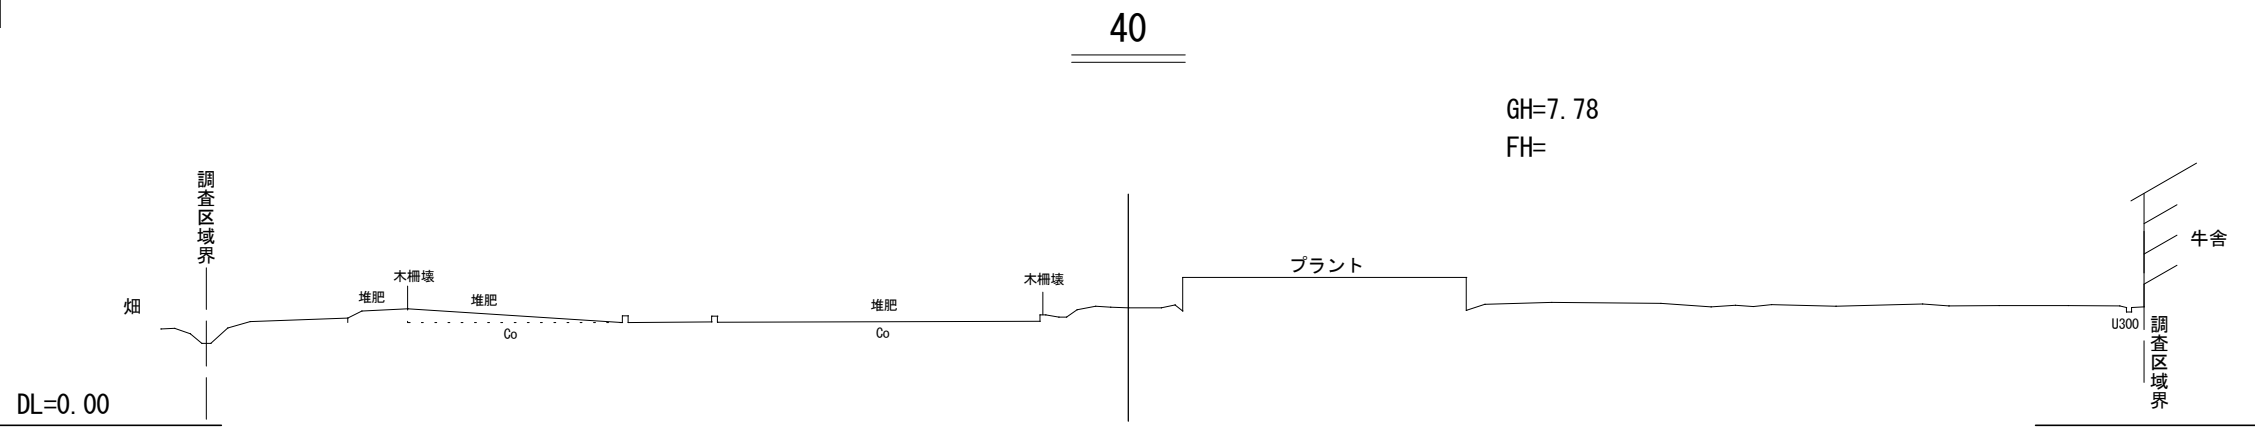 40
GH=7.78
FH=
調査区域界
牛舎
プラント
木柵壊
木柵壊
堆肥
堆肥
堆肥
畑
Co
Co
U300
調査区域界
DL=0.00